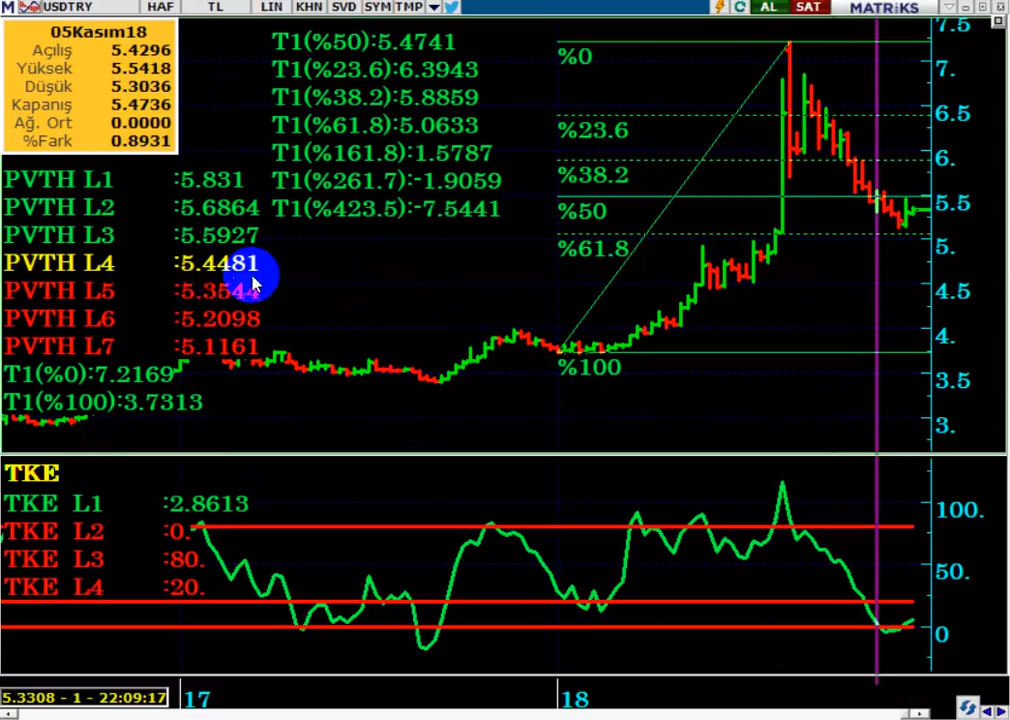 M USDTRY HAF TL LIN KHN SVD SYM TMP AL SAT MATRiKS
05Kasım18
Açılış 5.4296
Yüksek 5.5418
Düşük 5.3036
Kapanış 5.4736
Ağ. Ort 0.0000
%Fark 0.8931
T1(%50):5.4741
T1(%23.6):6.3943
T1(%38.2):5.8859
T1(%61.8):5.0633
T1(%161.8):1.5787
T1(%261.7):-1.9059
T1(%423.5):-7.5441
PVTH L1 :5.831
PVTH L2 :5.6864
PVTH L3 :5.5927
PVTH L4 :5.4481
PVTH L5 :5.3544
PVTH L6 :5.2098
PVTH L7 :5.1161
T1(%0):7.2169
T1(%100):3.7313
%0
%23.6
%38.2
%50
%61.8
%100
7.5
7.
6.5
6.
5.5
5.
4.5
4.
3.5
3.
TKE
TKE L1 :2.8613
TKE L2 :0.
TKE L3 :80.
TKE L4 :20.
100.
50.
0
5.3308 - 1 - 22:09:17
17
18